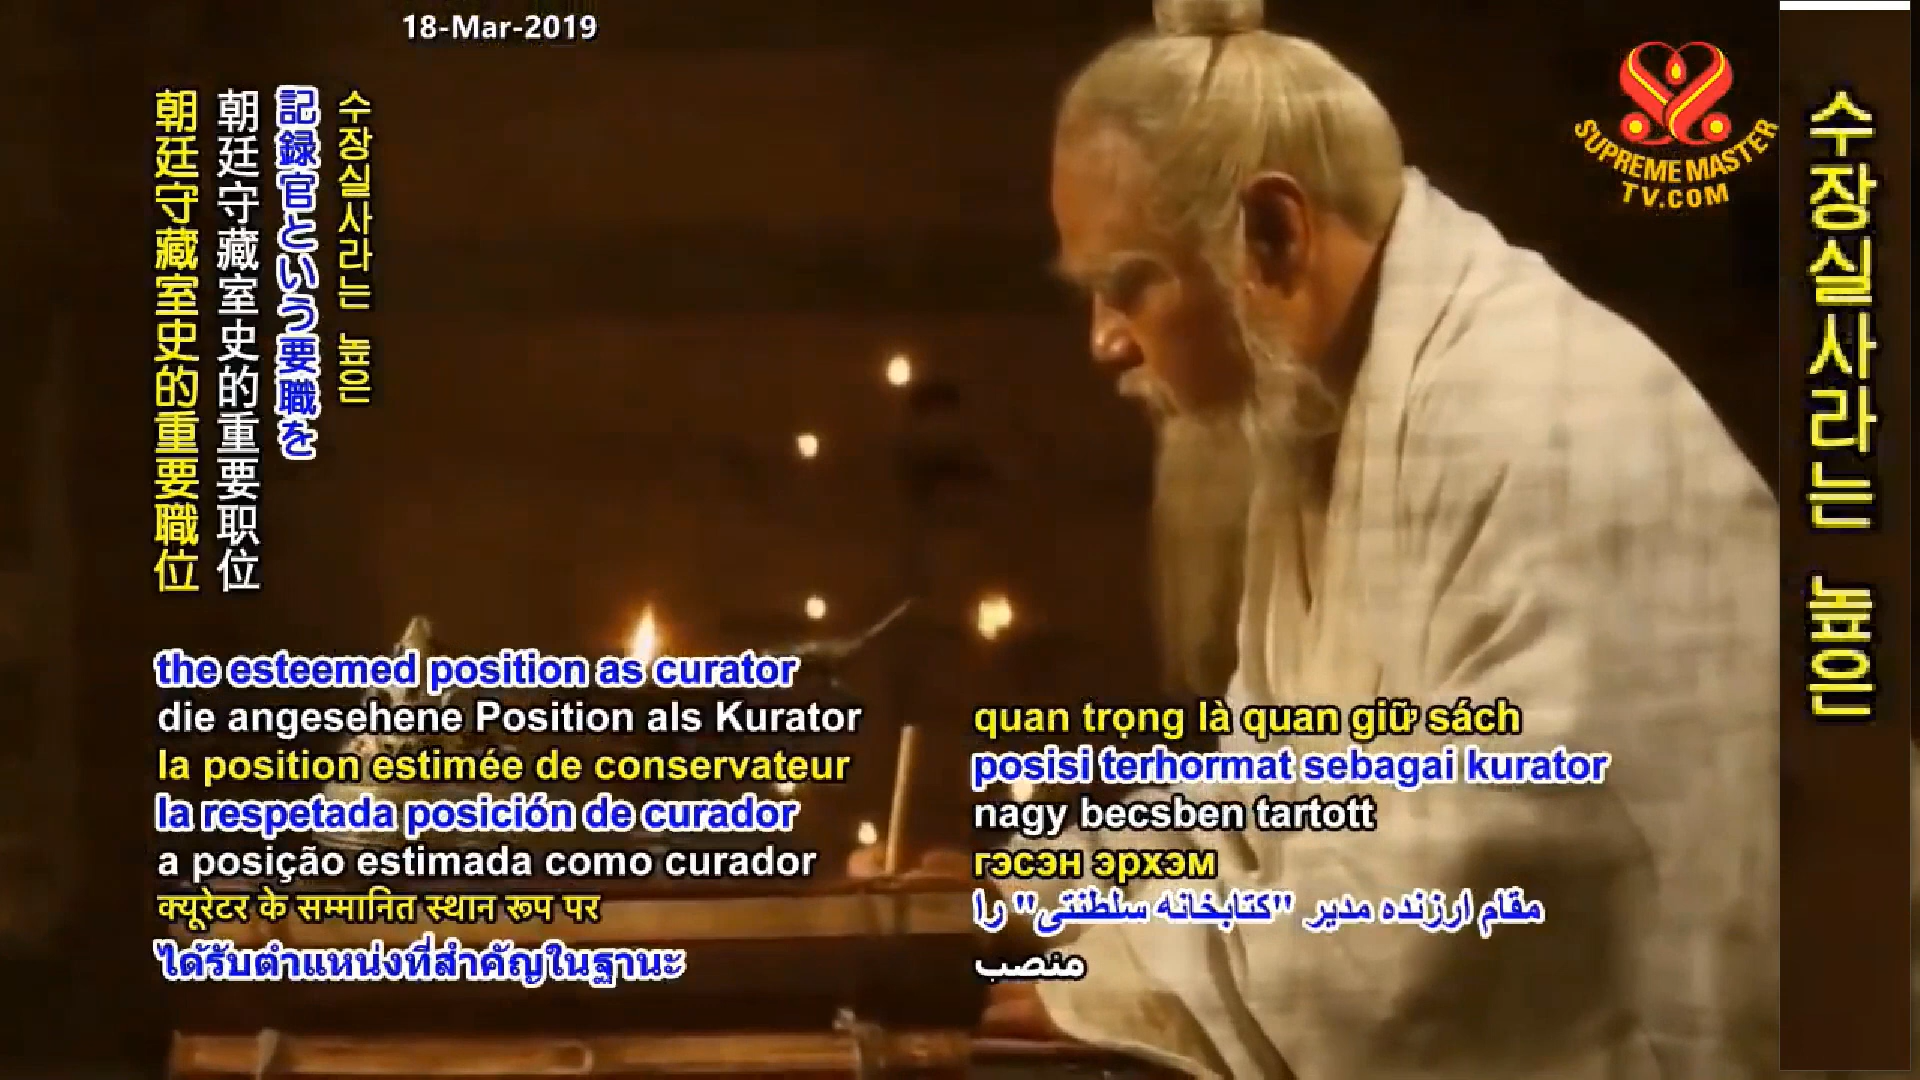 18-Mar-2019
SUPREME MASTER
TV.COM
수장실사라는 높은
수장실사라는 높은
記録官という要職を
朝廷守藏室史的重要职位
朝廷守藏室史的重要職位
the esteemed position as curator
die angesehene Position als Kurator
la position estimée de conservateur
la respetada posición de curador
a posição estimada como curador
क्यूरेटर के सम्मानित स्थान रूप पर
ได้รับตำแหน่งที่สำคัญในฐานะ
quan trọng là quan giữ sách
posisi terhormat sebagai kurator
nagy becsben tartott
гэсэн эрхэм
مقام ارزنده مدیر "کتابخانه سلطنتی" را
منصب